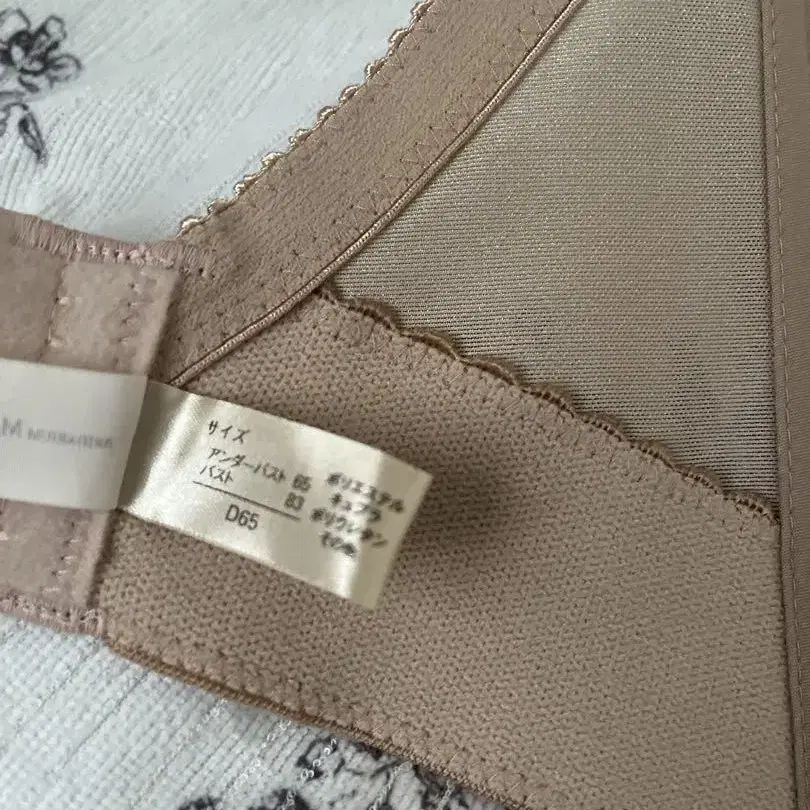 M
サイズ
アンダーバスト 65
バスト 83
D65
ポリエステル
キュプラ
ポリウレタン
その他